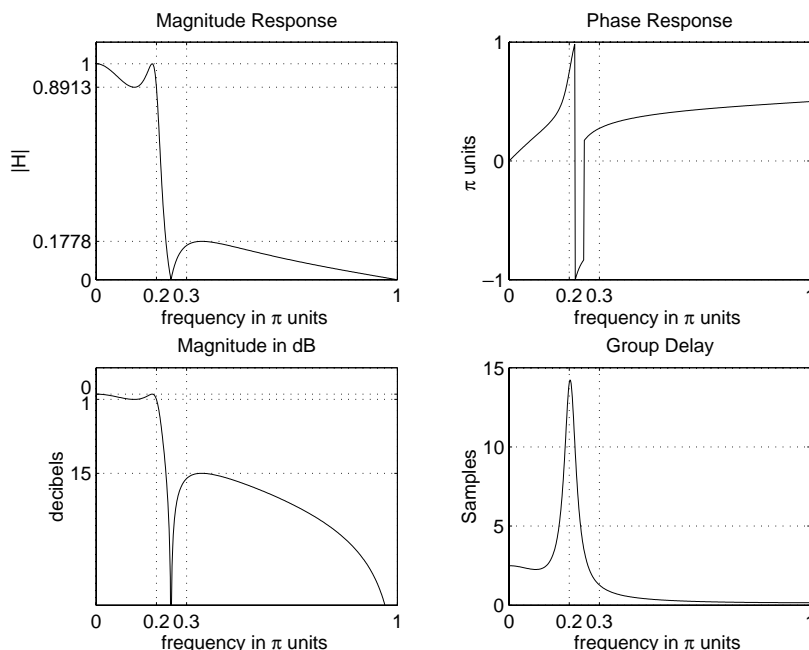 Magnitude Response
1
0.8913
|H|
0.1778
0
0
0.2
0.3
1
frequency in π units
Phase Response
1
π units
0
−1
0
0.2
0.3
1
frequency in π units
Magnitude in dB
0
1
decibels
15
0
0.2
0.3
1
frequency in π units
Group Delay
15
10
Samples
5
0
0
0.2
0.3
1
frequency in π units